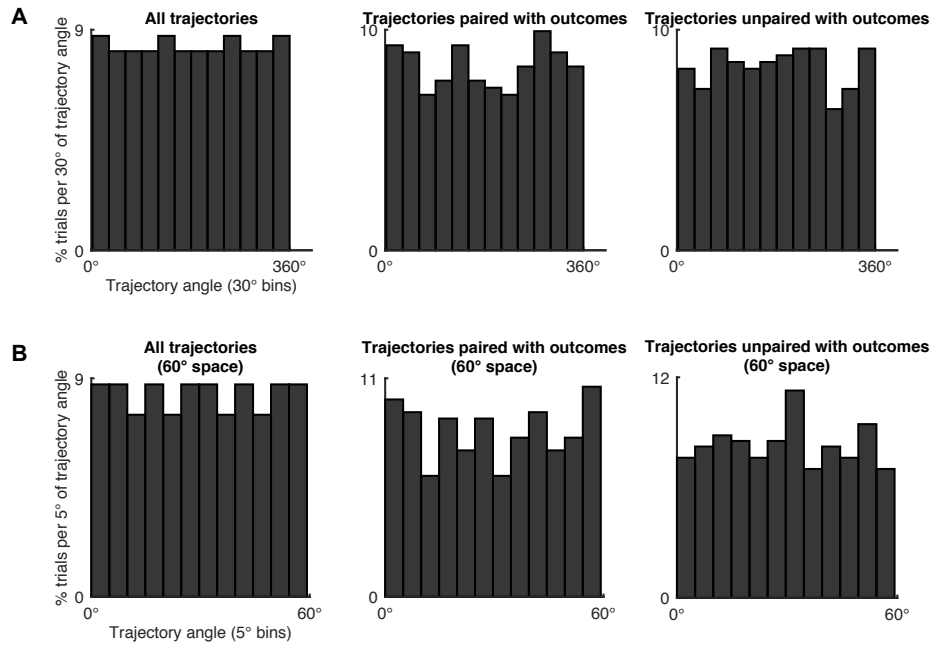 A
All trajectories
% trials per 30° of trajectory angle
9
0
0°
360°
Trajectory angle (30° bins)
Trajectories paired with outcomes
10
0
0°
360°
Trajectories unpaired with outcomes
10
0
0°
360°
B
All trajectories
(60° space)
% trials per 5° of trajectory angle
9
0
0°
60°
Trajectory angle (5° bins)
Trajectories paired with outcomes
(60° space)
11
0
0°
60°
Trajectories unpaired with outcomes
(60° space)
12
0
0°
60°